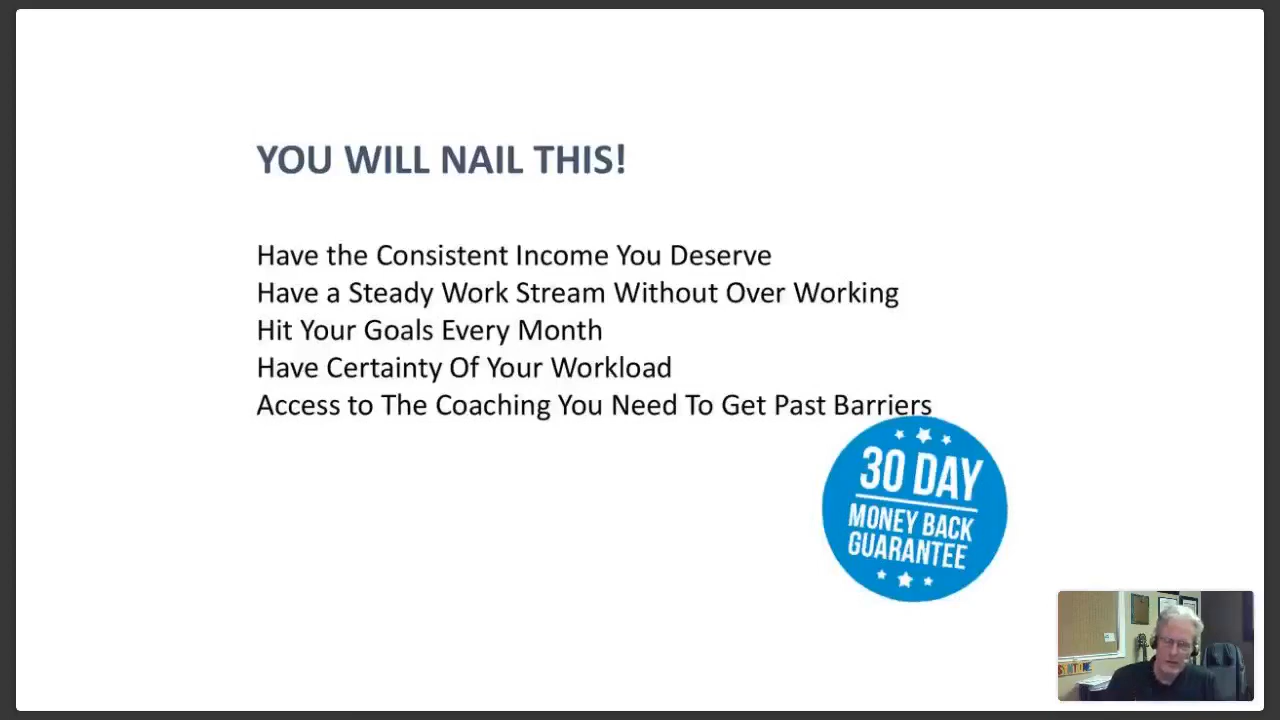 YOU WILL NAIL THIS!
Have the Consistent Income You Deserve
Have a Steady Work Stream Without Over Working
Hit Your Goals Every Month
Have Certainty Of Your Workload
Access to The Coaching You Need To Get Past Barriers
30 DAY
MONEY BACK
GUARANTEE